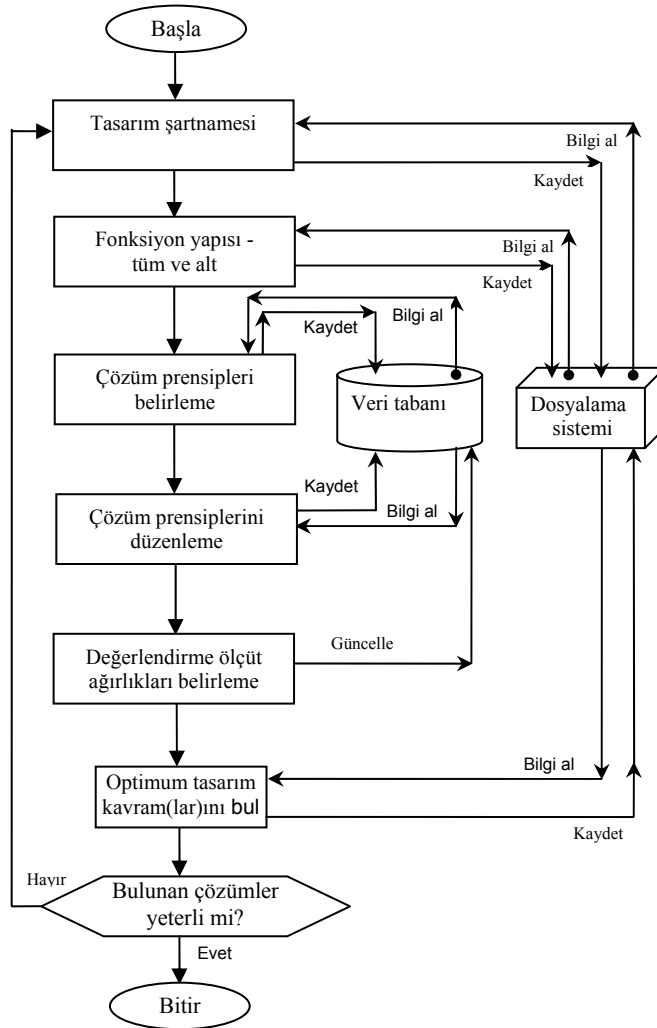 Başla
Tasarım şartnamesi
Bilgi al
Kaydet
Fonksiyon yapısı -
tüm ve alt
Bilgi al
Kaydet
Kaydet
Bilgi al
Çözüm prensipleri
belirleme
Veri tabanı
Dosyalama
sistemi
Kaydet
Bilgi al
Çözüm prensiplerini
düzenleme
Güncelle
Değerlendirme ölçüt
ağırlıkları belirleme
Bilgi al
Optimum tasarım
kavram(lar)ını bul
Kaydet
Hayır
Bulunan çözümler
yeterli mi?
Evet
Bitir